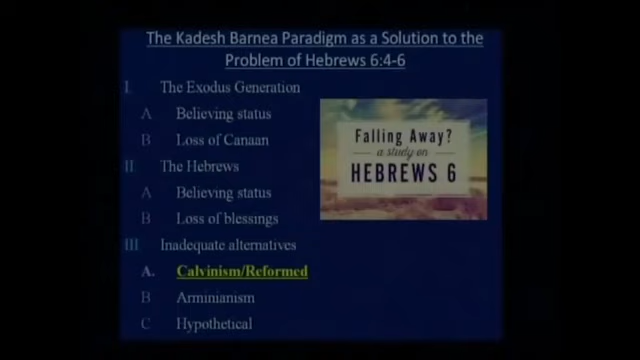 The Kadesh Barnea Paradigm as a Solution to the
Problem of Hebrews 6:4-6
I The Exodus Generation
A Believing status
B Loss of Canaan
Falling Away?
a study on
HEBREWS 6
II The Hebrews
A Believing status
B Loss of blessings
III Inadequate alternatives
A. Calvinism/Reformed
B Arminianism
C Hypothetical